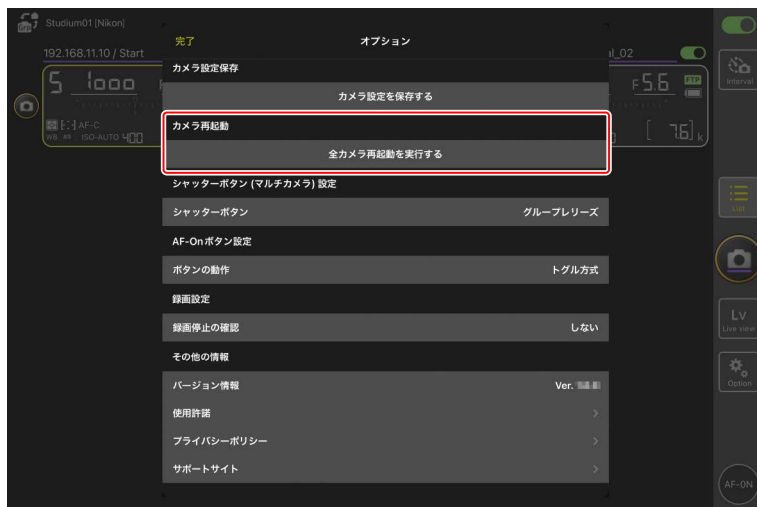 Studium01 (Nikon)
192.168.11.10 / Start
al_02
完了
オプション
カメラ設定保存
カメラ設定を保存する
カメラ再起動
全カメラ再起動を実行する
シャッターボタン (マルチカメラ) 設定
シャッターボタン
グループレリーズ
AF-Onボタン設定
ボタンの動作
トグル方式
録画設定
録画停止の確認
しない
その他の情報
バージョン情報
Ver.
使用許諾
プライバシーポリシー
サポートサイト
S 1000
F5.6
FTP
AF-C
WB ISO-AUTO 400
[ 76] k
Interval
List
Lv
Live view
Option
AF-ON